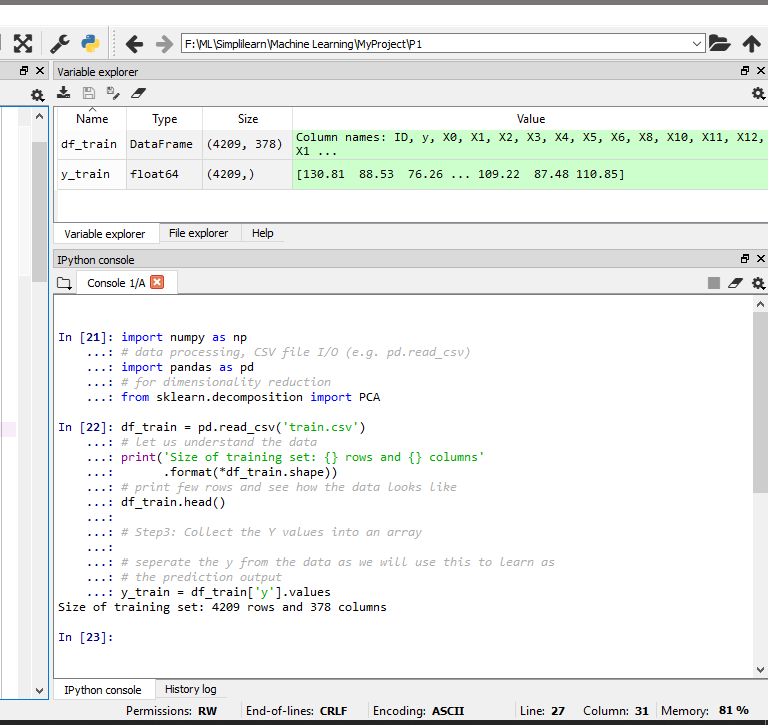 F:\ML\Simplilearn\Machine Learning\MyProject\P1
Variable explorer
Name Type Size Value
df_train DataFrame (4209, 378) Column names: ID, y, X0, X1, X2, X3, X4, X5, X6, X8, X10, X11, X12,
X1 ...
y_train float64 (4209,) [130.81  88.53  76.26 ... 109.22  87.48 110.85]
Variable explorer File explorer Help
IPython console
Console 1/A
In [21]: import numpy as np
...: # data processing, CSV file I/O (e.g. pd.read_csv)
...: import pandas as pd
...: # for dimensionality reduction
...: from sklearn.decomposition import PCA
In [22]: df_train = pd.read_csv('train.csv')
...: # let us understand the data
...: print('Size of training set: {} rows and {} columns'
...:       .format(*df_train.shape))
...: # print few rows and see how the data looks like
...: df_train.head()
...:
...: # Step3: Collect the Y values into an array
...:
...: # seperate the y from the data as we will use this to learn as
...: # the prediction output
...: y_train = df_train['y'].values
Size of training set: 4209 rows and 378 columns
In [23]:
IPython console History log
Permissions: RW End-of-lines: CRLF Encoding: ASCII Line: 27 Column: 31 Memory: 81 %